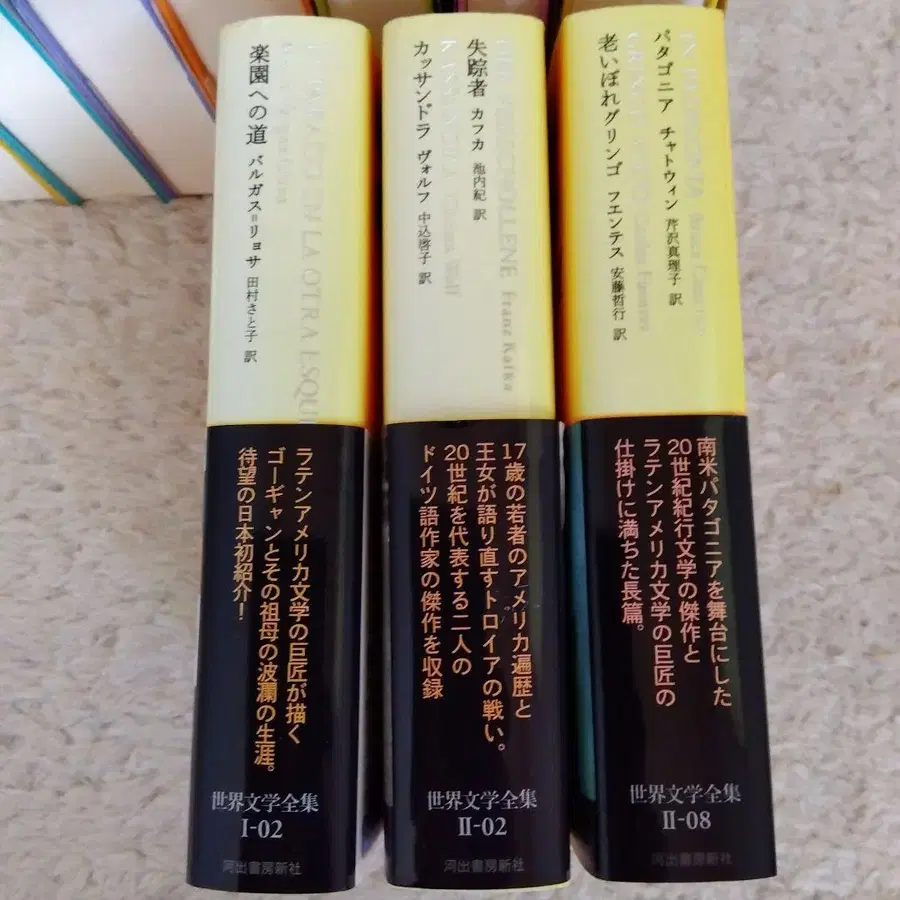 LA OTRA ESQUI
楽園への道 バルガス=リョサ 田村さと子 訳
ラテンアメリカ文学の巨匠が描く
ゴーギャンとその祖母の波瀾の生涯。
待望の日本初紹介!
世界文学全集
I-02
河出書房新社
VERSCHOLLENE Franz Kafka
失踪者 カフカ 池内紀 訳
Wolf
カッサンドラ ヴォルフ 中込啓子 訳
17歳の若者のアメリカ遍歴と
王女が語り直すトロイアの戦い。
20世紀を代表する二人の
ドイツ語作家の傑作を収録
世界文学全集
II-02
河出書房新社
Bruce
パタゴニア チャトウィン 芹沢真理子 訳
Carlos Fuentes
老いぼれグリンゴ フエンテス 安藤哲行 訳
南米パタゴニアを舞台にした
20世紀紀行文学の傑作と
ラテンアメリカ文学の巨匠の
仕掛けに満ちた長篇。
世界文学全集
II-08
河出書房新社